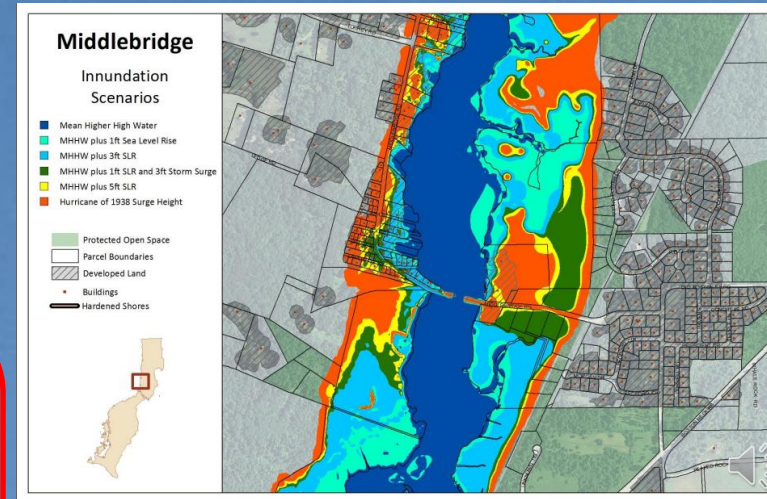 Middlebridge
Innundation
Scenarios
Mean Higher High Water
MHHW plus 1ft Sea Level Rise
MHHW plus 3ft SLR
MHHW plus 1ft SLR and 3ft Storm Surge
MHHW plus 5ft SLR
Hurricane of 1938 Surge Height
Protected Open Space
Parcel Boundaries
Developed Land
Buildings
Hardened Shores